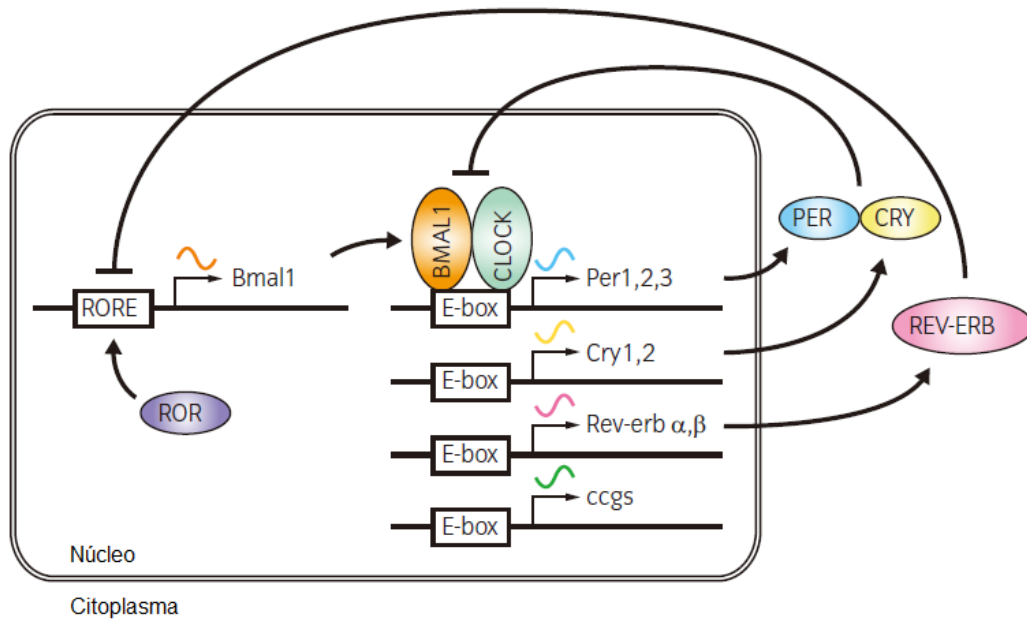 PER
CRY
BMAL1
CLOCK
Bmal1
Per1,2,3
RORE
E-box
REV-ERB
Cry1,2
E-box
ROR
Rev-erb α,β
E-box
ccgs
E-box
Núcleo
Citoplasma